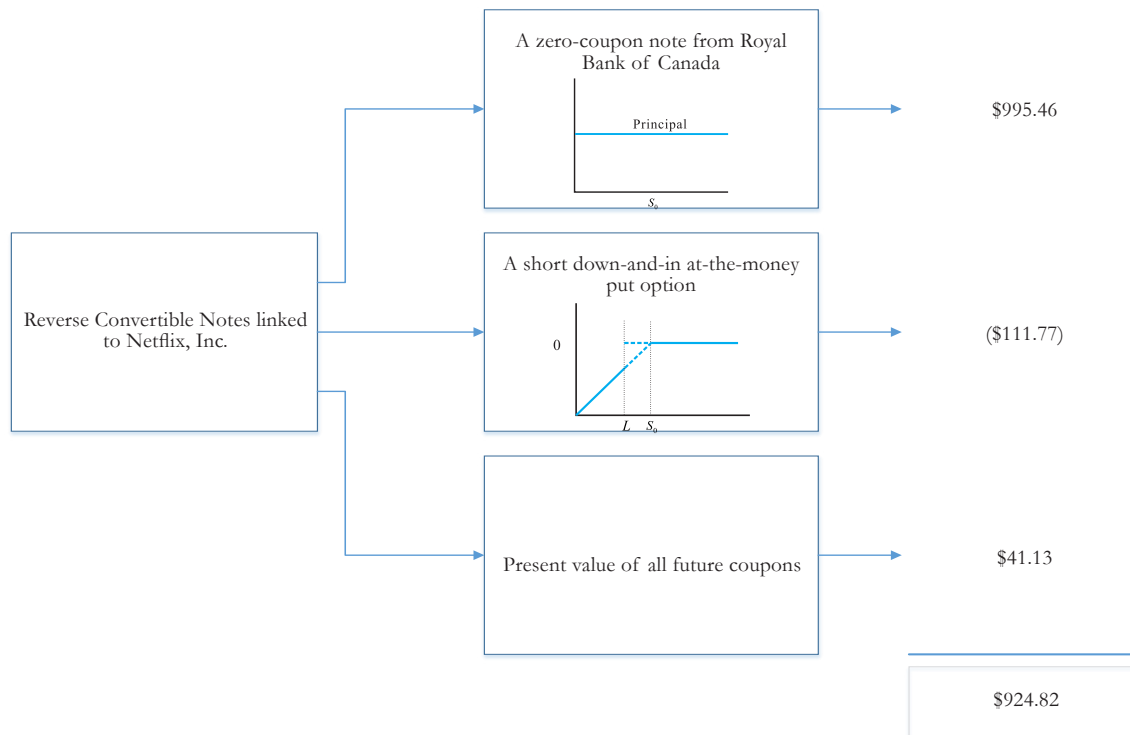 A zero-coupon note from Royal
Bank of Canada
Principal
S₀
$995.46
Reverse Convertible Notes linked
to Netflix, Inc.
A short down-and-in at-the-money
put option
0
L
S₀
($111.77)
Present value of all future coupons
$41.13
$924.82